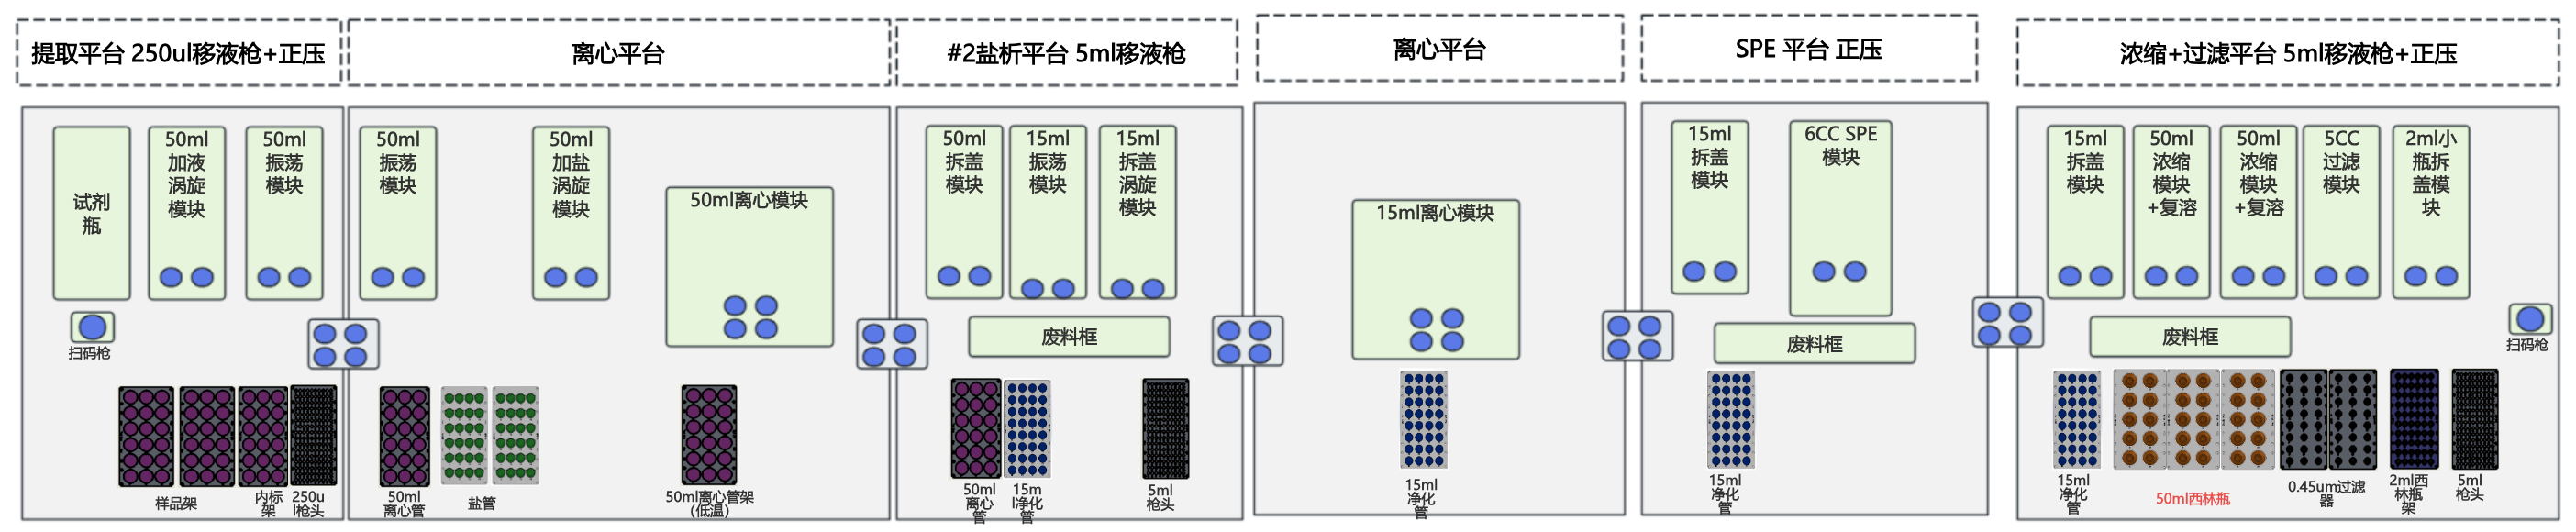 提取平台 250ul移液枪+正压
离心平台
#2盐析平台 5ml移液枪
离心平台
SPE 平台 正压
浓缩+过滤平台 5ml移液枪+正压
试剂
瓶
50ml
加液
涡旋
模块
50ml
振荡
模块
扫码枪
样品架
内标
架
250u
l枪头
50ml
振荡
模块
50ml
加盐
涡旋
模块
50ml离心模块
50ml
离心管
盐管
50ml离心管架
（低温）
50ml
拆盖
模块
15ml
振荡
模块
15ml
拆盖
涡旋
模块
废料框
50ml
离心
管
15m
l净化
管
5ml
枪头
15ml离心模块
15ml
净化
管
15ml
拆盖
模块
6CC SPE
模块
废料框
15ml
净化
管
15ml
拆盖
模块
50ml
浓缩
模块
+复溶
50ml
浓缩
模块
+复溶
5CC
过滤
模块
2ml小
瓶拆
盖模
块
废料框
扫码枪
15ml
净化
管
50ml西林瓶
0.45um过滤
器
2ml西
林瓶
架
5ml
枪头